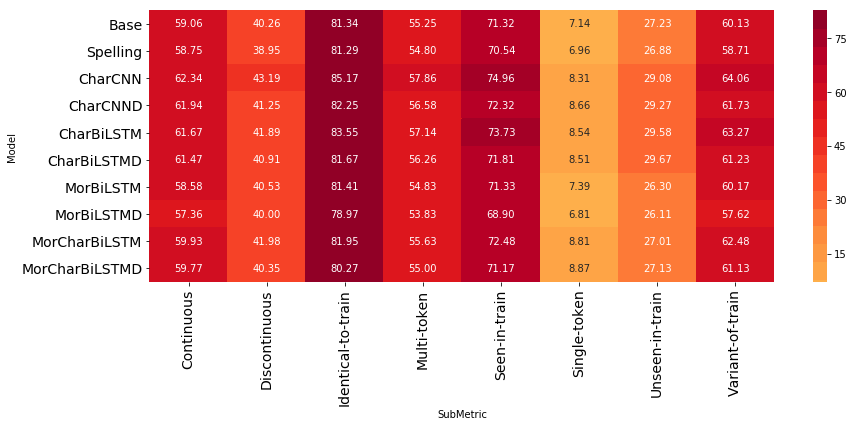 Model
Base 59.06 40.26 81.34 55.25 71.32 7.14 27.23 60.13
Spelling 58.75 38.95 81.29 54.80 70.54 6.96 26.88 58.71
CharCNN 62.34 43.19 85.17 57.86 74.96 8.31 29.08 64.06
CharCNND 61.94 41.25 82.25 56.58 72.32 8.66 29.27 61.73
CharBiLSTM 61.67 41.89 83.55 57.14 73.73 8.54 29.58 63.27
CharBiLSTMD 61.47 40.91 81.67 56.26 71.81 8.51 29.67 61.23
MorBiLSTM 58.58 40.53 81.41 54.83 71.33 7.39 26.30 60.17
MorBiLSTMD 57.36 40.00 78.97 53.83 68.90 6.81 26.11 57.62
MorCharBiLSTM 59.93 41.98 81.95 55.63 72.48 8.81 27.01 62.48
MorCharBiLSTMD 59.77 40.35 80.27 55.00 71.17 8.87 27.13 61.13
Continuous
Discontinuous
Identical-to-train
Multi-token
Seen-in-train
Single-token
Unseen-in-train
Variant-of-train
SubMetric
75
60
45
30
15